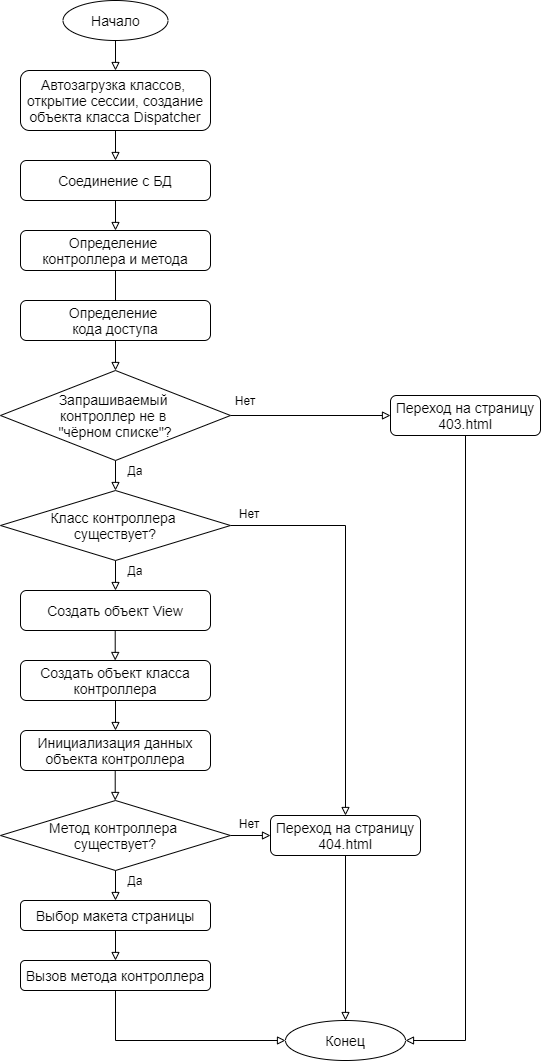 Начало
Автозагрузка классов,
открытие сессии, создание
объекта класса Dispatcher
Соединение с БД
Определение
контроллера и метода
Определение
кода доступа
Запрашиваемый
контроллер не в
"чёрном списке"?
Нет
Переход на страницу
403.html
Да
Класс контроллера
существует?
Нет
Да
Создать объект View
Создать объект класса
контроллера
Инициализация данных
объекта контроллера
Метод контроллера
существует?
Нет
Переход на страницу
404.html
Да
Выбор макета страницы
Вызов метода контроллера
Конец